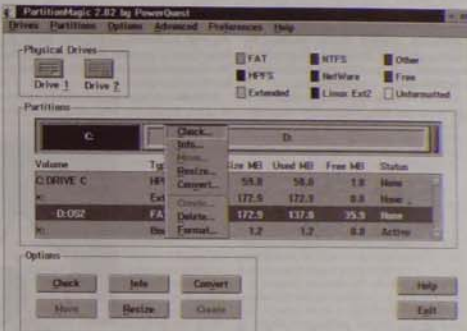 PartitionMagic 2.02 by PowerQuest
Drives Partitions Options Advanced Preferences Help
Physical Drives
Drive 1 Drive 2
FAT NTFS Other
HPFS NetWare Free
Extended Linux Ext2 Unformatted
Partitions
C: D:
Check...
Info...
Move...
Resize...
Convert...
Create...
Delete...
Format...
Volume Size MB Used MB Free MB Status
C:DRIVE C 59.8 58.8 1.0 None
172.9 172.9 0.0 None
D:OS2 FA 172.9 137.0 35.9 None
1.2 1.2 0.0 Active
Options
Check Info Convert
Move Resize Create
Help
Exit